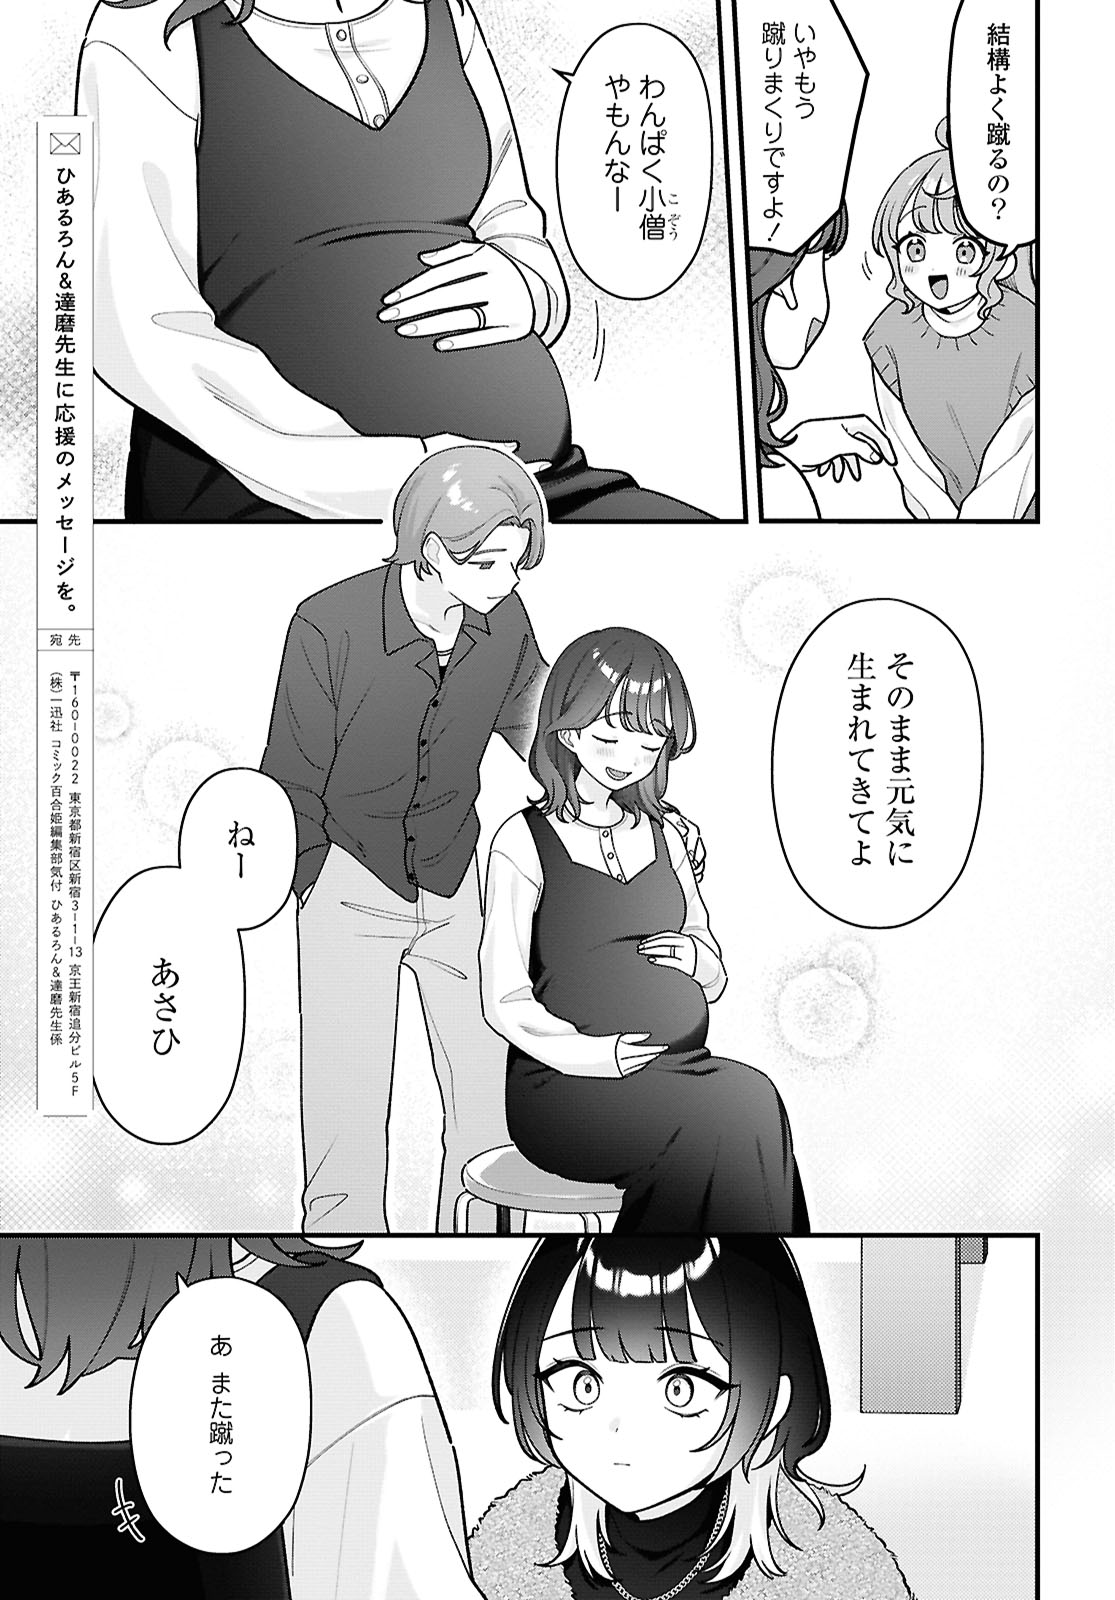 結構よく蹴るの？
いやもう
蹴りまくりですよ！
わんぱく小僧
こぞう
やもんなー
そのまま元気に
生まれてきてよ
ねー
あさひ
あ また蹴った
ひあるろん&達磨先生に応援のメッセージを。
宛先
〒160-0022 東京都新宿区新宿3-1-13 京王新宿追分ビル5F
(株)一迅社 コミック百合姫編集部気付 ひあるろん&達磨先生係